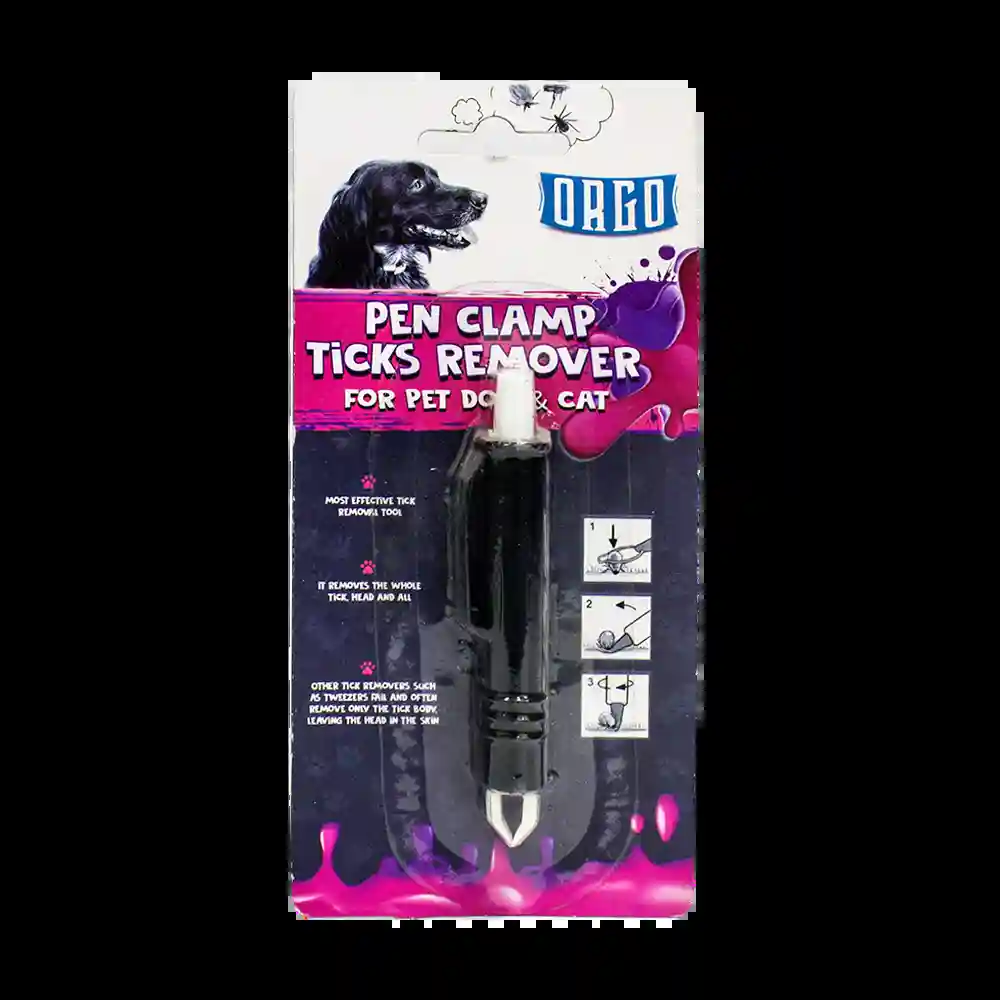 ORGO
PEN CLAMP
TiCKS REMOVER
FOR PET DO & CAT
MOST EFFECTIVE TICK
REMOVAL TOOL
IT REMOVES THE WHOLE
TICK, HEAD AND ALL
OTHER TICK REMOVERS SUCH
AS TWEEZERS FAIL AND OFTEN
REMOVE ONLY THE TICK BODY,
LEAVING THE HEAD IN THE SKIN
1
2
3